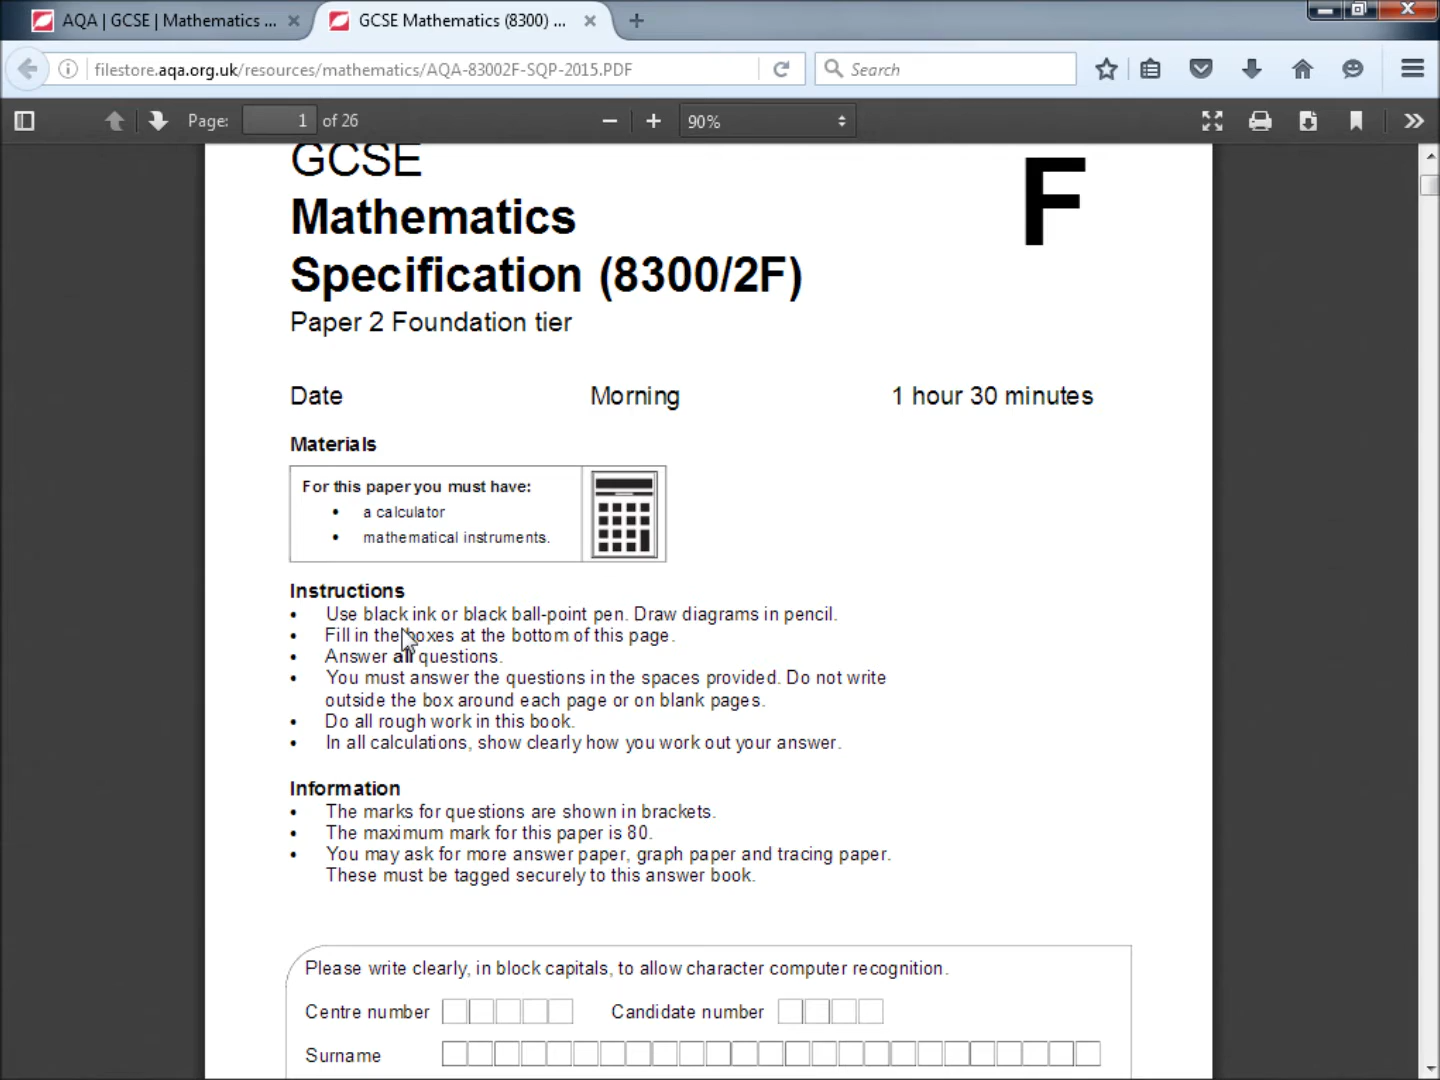 AQA | GCSE | Mathematics ...
GCSE Mathematics (8300) ...
filestore.aqa.org.uk/resources/mathematics/AQA-83002F-SQP-2015.PDF
Search
Page: 1 of 26
90%
GCSE
F
Mathematics
Specification (8300/2F)
Paper 2 Foundation tier
Date Morning 1 hour 30 minutes
Materials
For this paper you must have:
• a calculator
• mathematical instruments.
Instructions
• Use black ink or black ball-point pen. Draw diagrams in pencil.
• Fill in the boxes at the bottom of this page.
• Answer all questions.
• You must answer the questions in the spaces provided. Do not write
outside the box around each page or on blank pages.
• Do all rough work in this book.
• In all calculations, show clearly how you work out your answer.
Information
• The marks for questions are shown in brackets.
• The maximum mark for this paper is 80.
• You may ask for more answer paper, graph paper and tracing paper.
These must be tagged securely to this answer book.
Please write clearly, in block capitals, to allow character computer recognition.
Centre number Candidate number
Surname